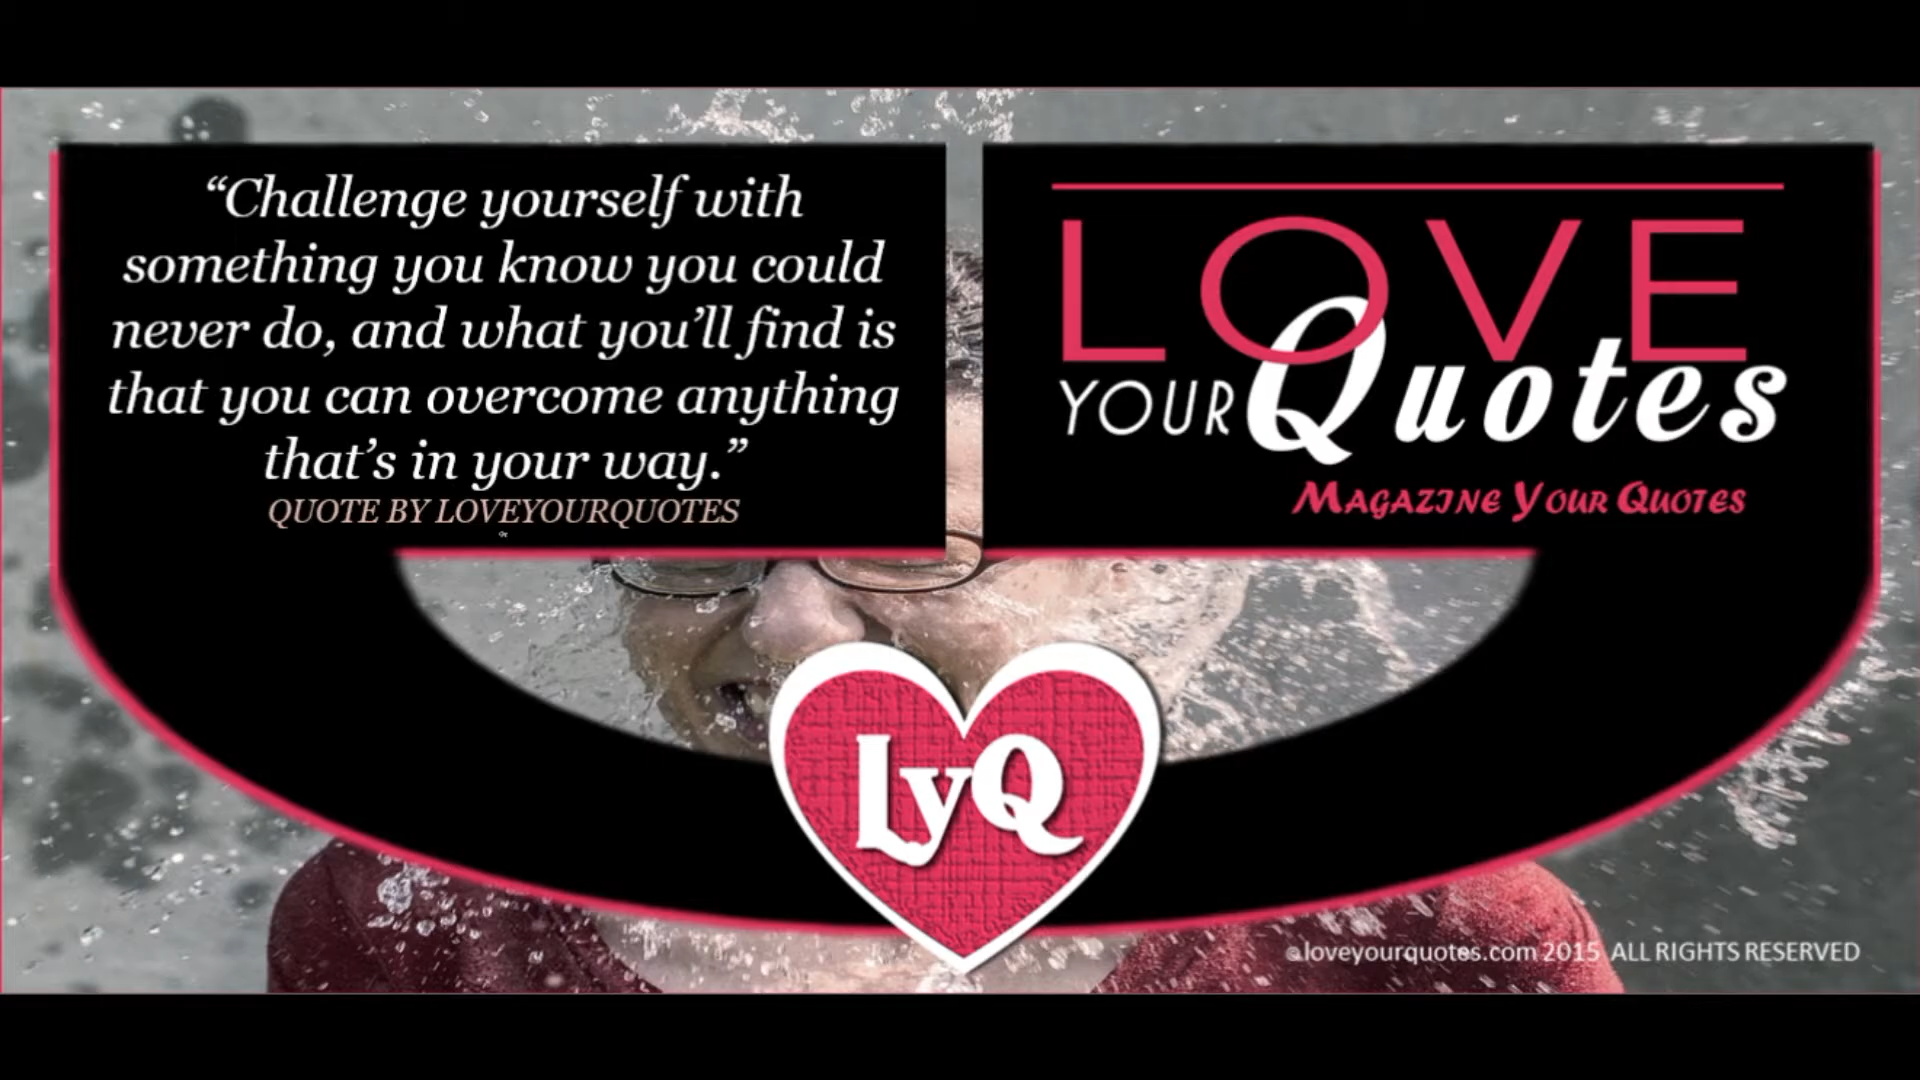 “Challenge yourself with
something you know you could
never do, and what you’ll find is
that you can overcome anything
that’s in your way.”
QUOTE BY LOVEYOURQUOTES
LOVE
YOUR Quotes
MAGAZINE YOUR QUOTES
LyQ
@loveyourquotes.com 2015 ALL RIGHTS RESERVED